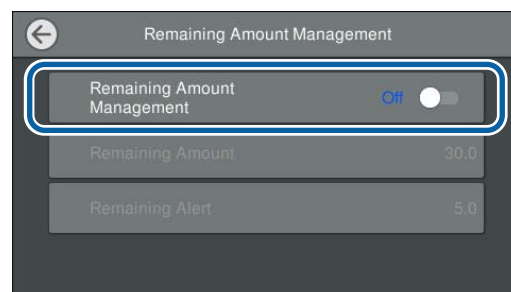 Remaining Amount Management
Remaining Amount
Management
Off
Remaining Amount
30.0
Remaining Alert
5.0